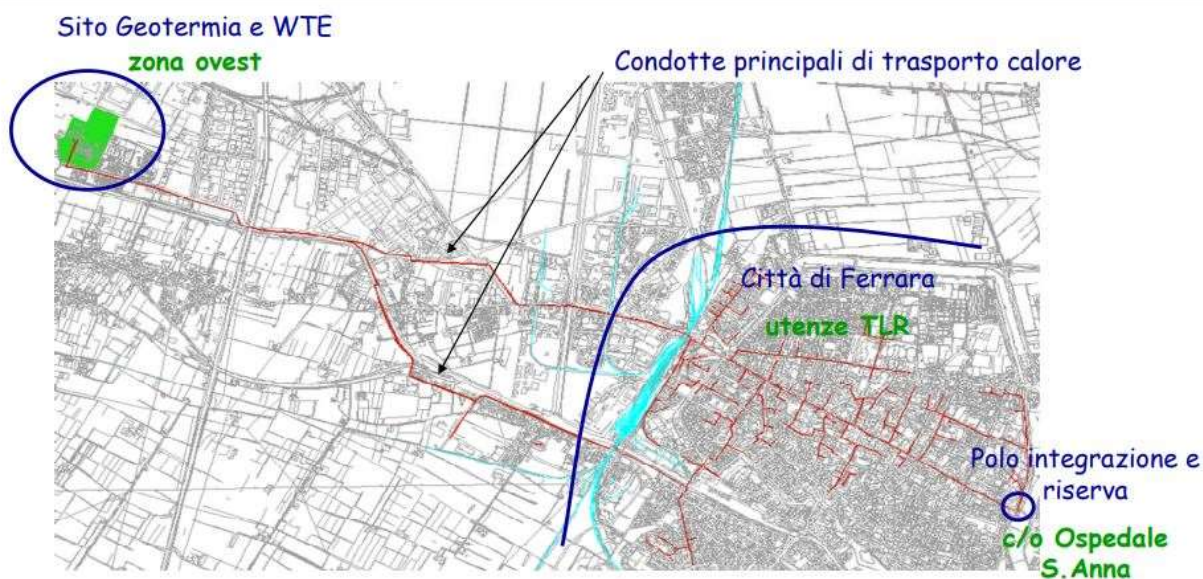 Sito Geotermia e WTE
zona ovest
Condotte principali di trasporto calore
Città di Ferrara
utenze TLR
Polo integrazione e
riserva
c/o Ospedale
S.Anna